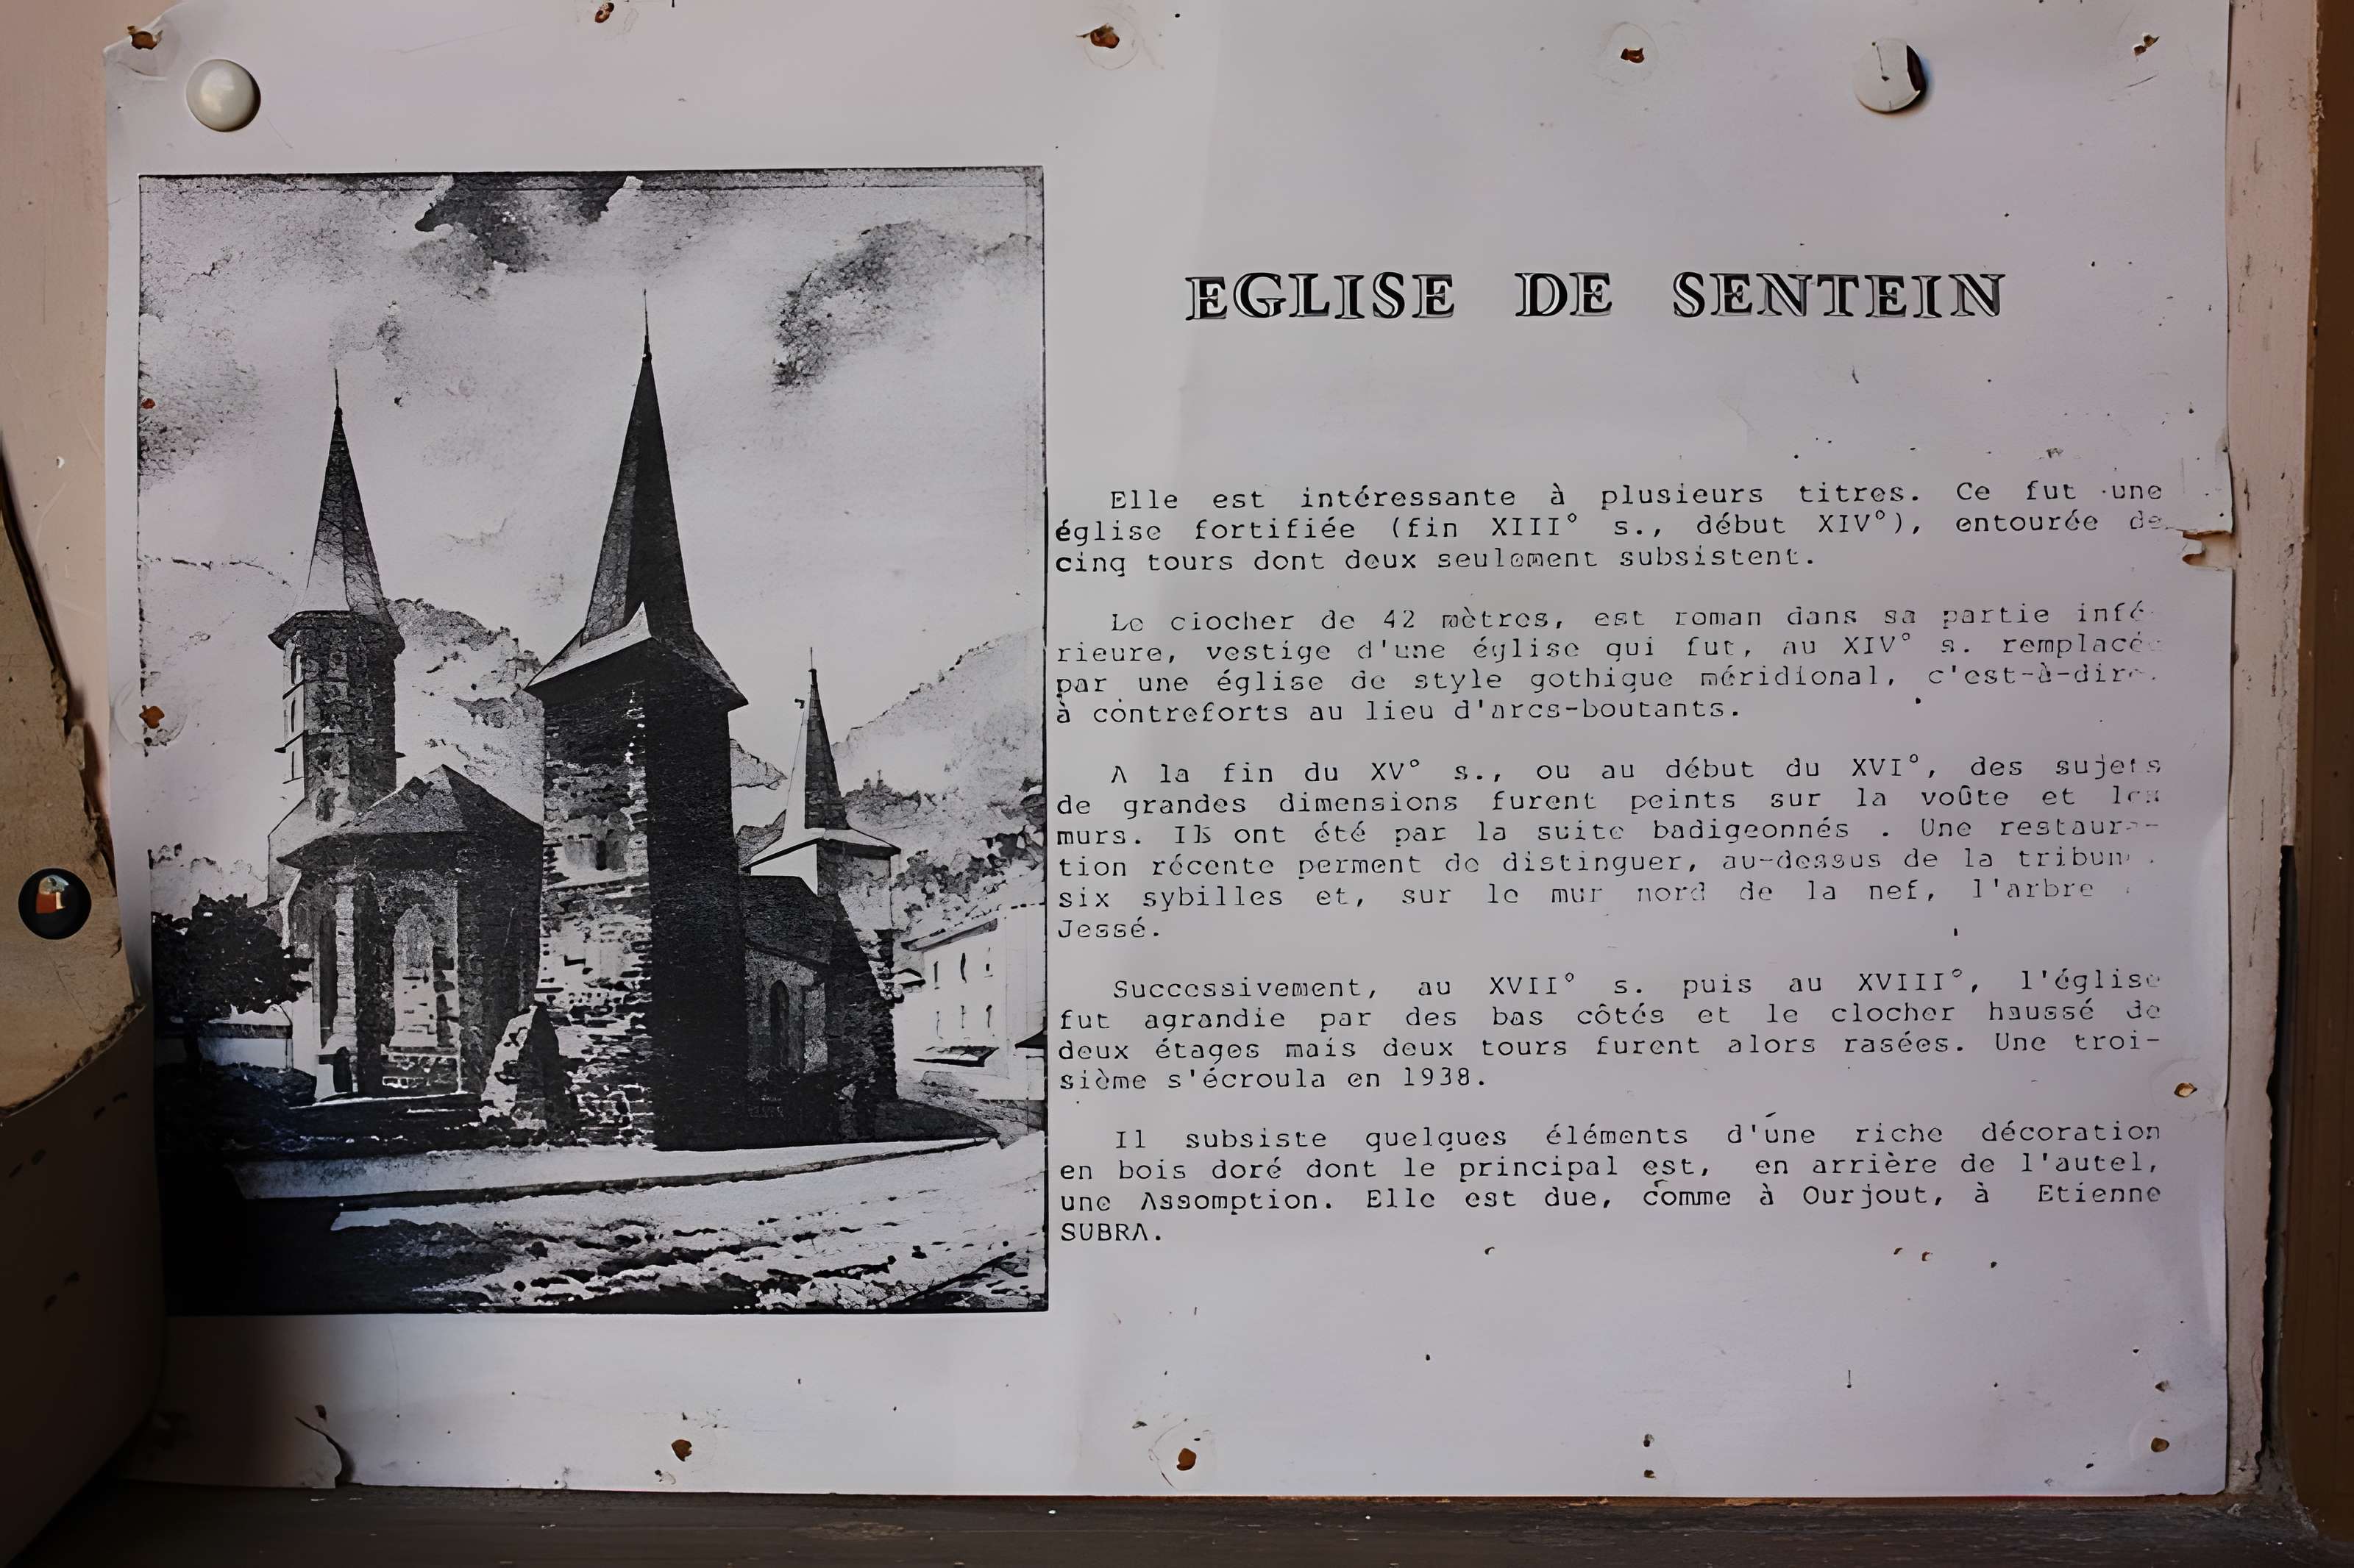 EGLISE DE SENTEIN
Elle est intéressante à plusieurs titres. Ce fut une
église fortifiée (fin XIII° s., début XIV°), entourée de
cinq tours dont deux seulement subsistent.
Le clocher de 42 mètres, est roman dans sa partie infé-
rieure, vestige d'une église qui fut, au XIV° s. remplacée
par une église de style gothique méridional, c'est-à-dire
à contreforts au lieu d'arcs-boutants.
A la fin du XV° s., ou au début du XVI°, des sujets
de grandes dimensions furent peints sur la voûte et les
murs. Ils ont été par la suite badigeonnés . Une restaura-
tion récente perment de distinguer, au-dessus de la tribune
six sybilles et, sur le mur nord de la nef, l'arbre
Jessé.
Successivement, au XVII° s. puis au XVIII°, l'église
fut agrandie par des bas côtés et le clocher haussé de
deux étages mais deux tours furent alors rasées. Une troi-
sième s'écroula en 1938.
Il subsiste quelques éléments d'une riche décoration
en bois doré dont le principal est, en arrière de l'autel,
une Assomption. Elle est due, comme à Ourjout, à Etienne
SUBRA.